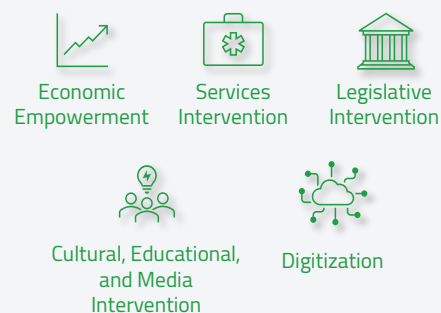 Economic
Empowerment
Services
Intervention
Legislative
Intervention
Cultural, Educational,
and Media
Intervention
Digitization